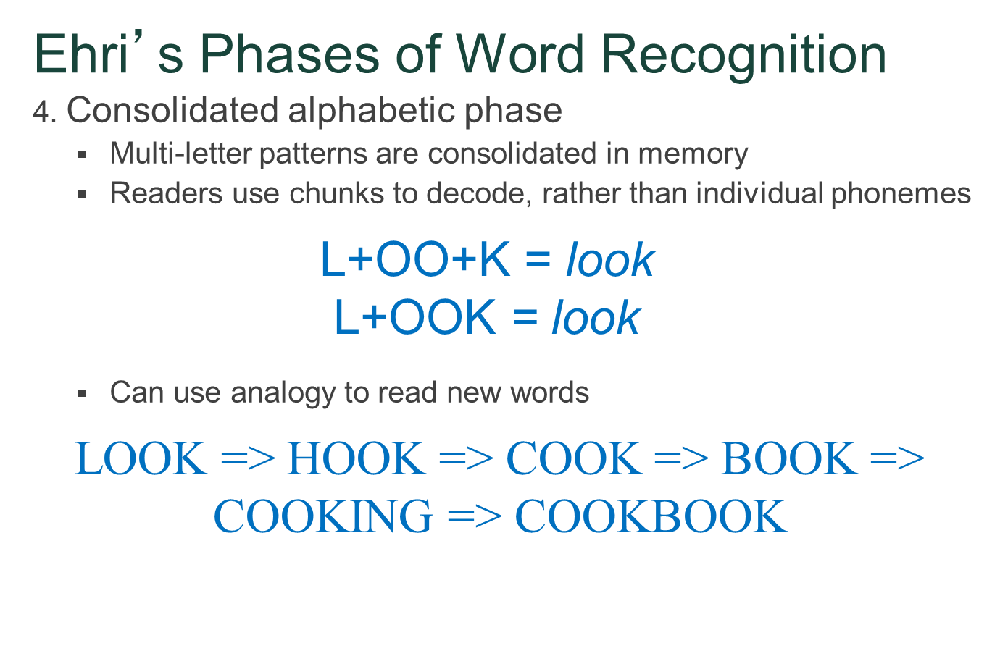 Ehri’s Phases of Word Recognition
4. Consolidated alphabetic phase
▪ Multi-letter patterns are consolidated in memory
▪ Readers use chunks to decode, rather than individual phonemes
L+OO+K = look
L+OOK = look
▪ Can use analogy to read new words
LOOK => HOOK => COOK => BOOK =>
COOKING => COOKBOOK